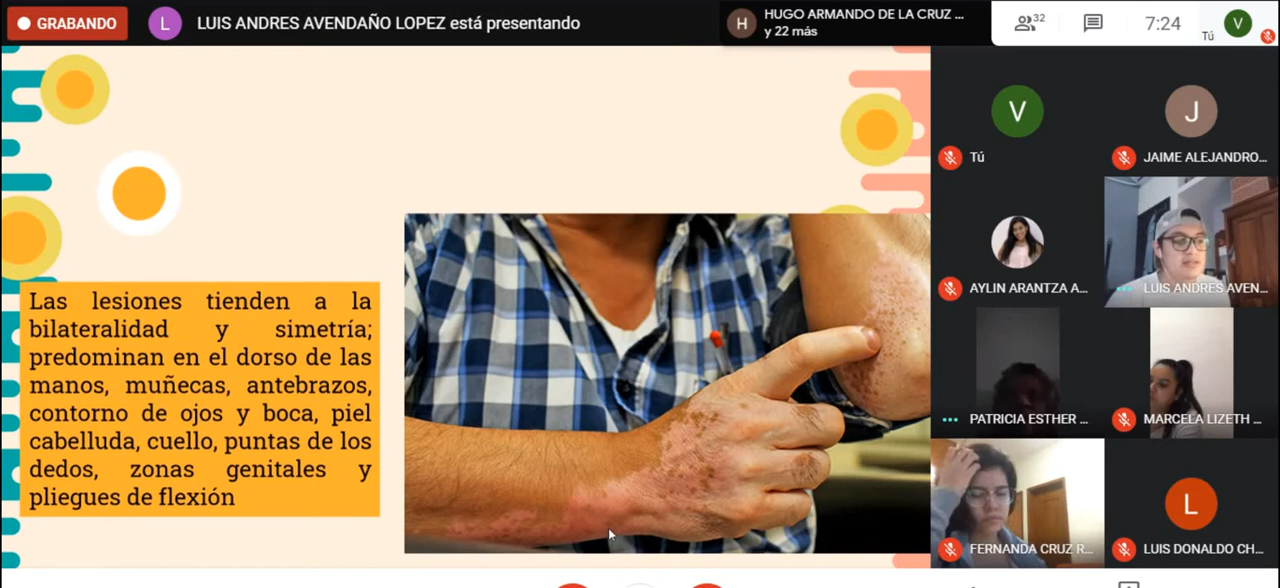 GRABANDO
L
LUIS ANDRES AVENDAÑO LOPEZ está presentando
H
HUGO ARMANDO DE LA CRUZ ...
y 22 más
32
7:24
Tú
V
Las lesiones tienden a la
bilateralidad y simetría;
predominan en el dorso de las
manos, muñecas, antebrazos,
contorno de ojos y boca, piel
cabelluda, cuello, puntas de los
dedos, zonas genitales y
pliegues de flexión
V
Tú
J
JAIME ALEJANDRO...
AYLIN ARANTZA A...
LUIS ANDRES AVEN...
PATRICIA ESTHER ...
MARCELA LIZETH ...
FERNANDA CRUZ R...
L
LUIS DONALDO CH...